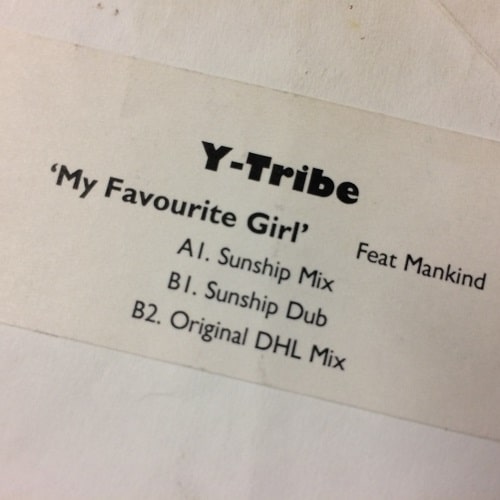 Y-Tribe
‘My Favourite Girl’
Feat Mankind
A1. Sunship Mix
B1. Sunship Dub
B2. Original DHL Mix